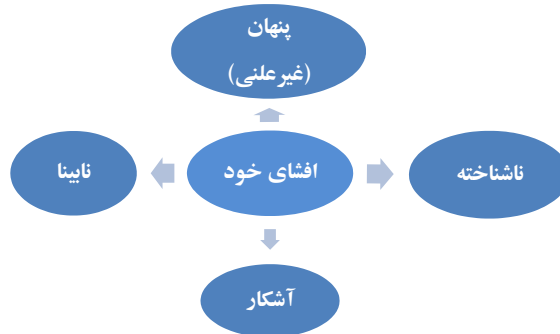 پنهان
(غیرعلنی)
ناشناخته
افشای خود
نابینا
آشکار